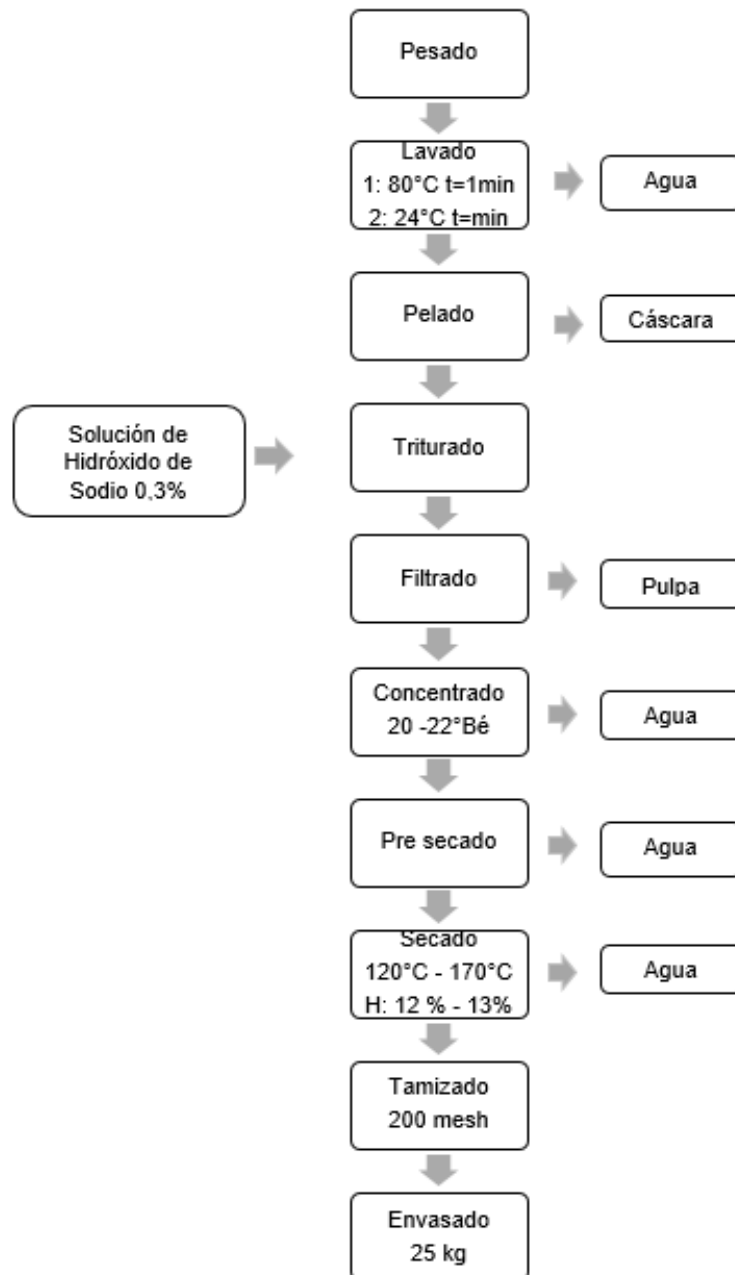 Pesado
Lavado
1: 80°C t=1min
2: 24°C t=min
Agua
Pelado
Cáscara
Solución de
Hidróxido de
Sodio 0,3%
Triturado
Filtrado
Pulpa
Concentrado
20 -22°Bé
Agua
Pre secado
Agua
Secado
120°C - 170°C
H: 12 % - 13%
Agua
Tamizado
200 mesh
Envasado
25 kg